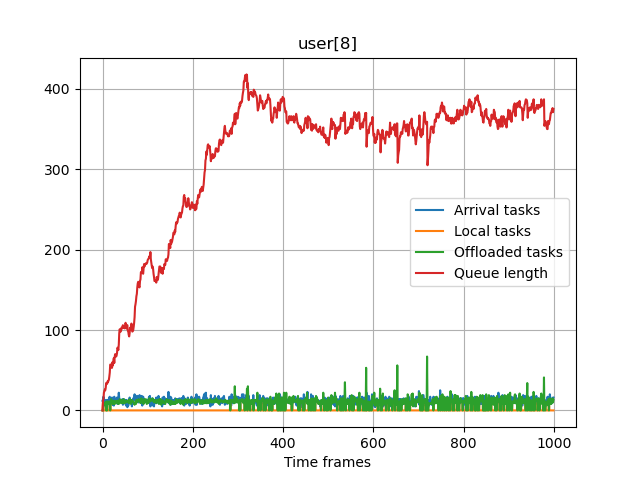 user[8]
400
300
200
100
0
Arrival tasks
Local tasks
Offloaded tasks
Queue length
0 200 400 600 800 1000
Time frames